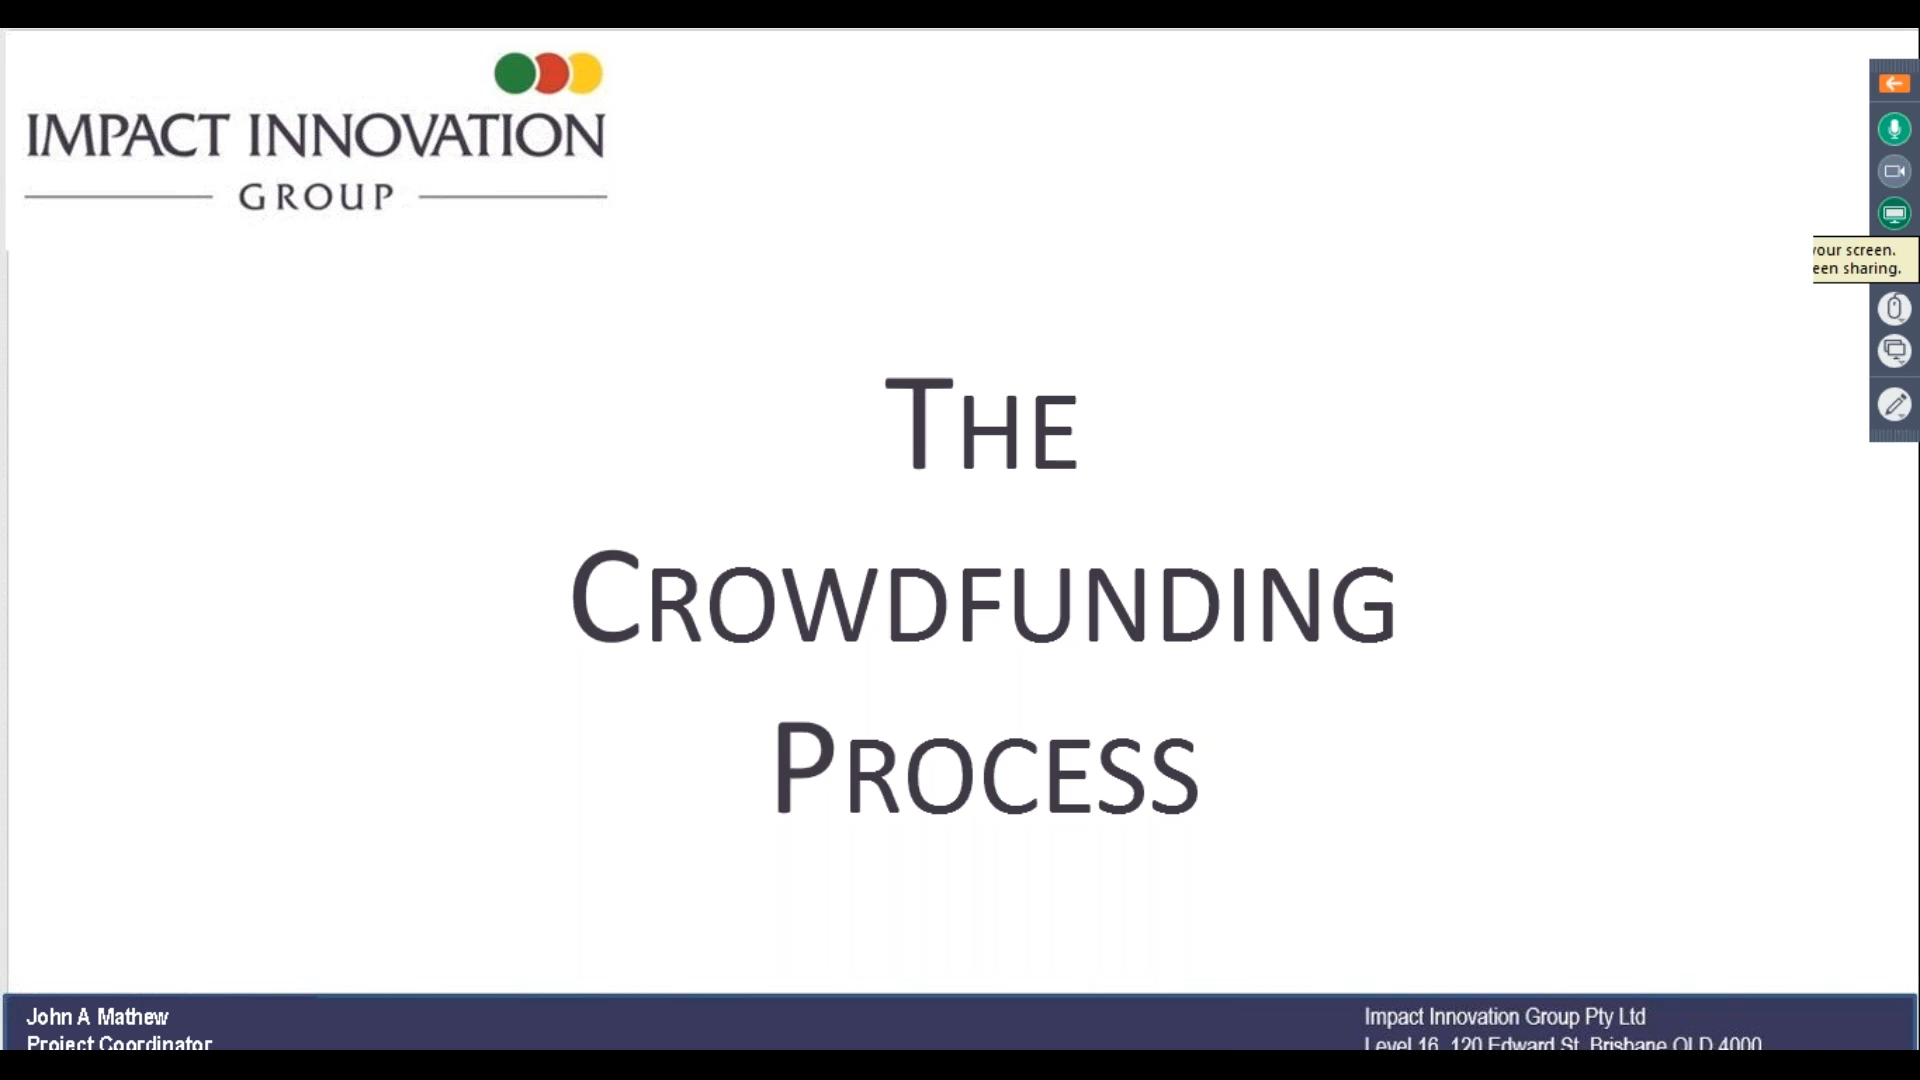 IMPACT INNOVATION
GROUP
your screen.
een sharing.
THE
CROWDFUNDING
PROCESS
John A Mathew
Project Coordinator
Impact Innovation Group Pty Ltd
Level 16, 120 Edward St, Brisbane QLD 4000